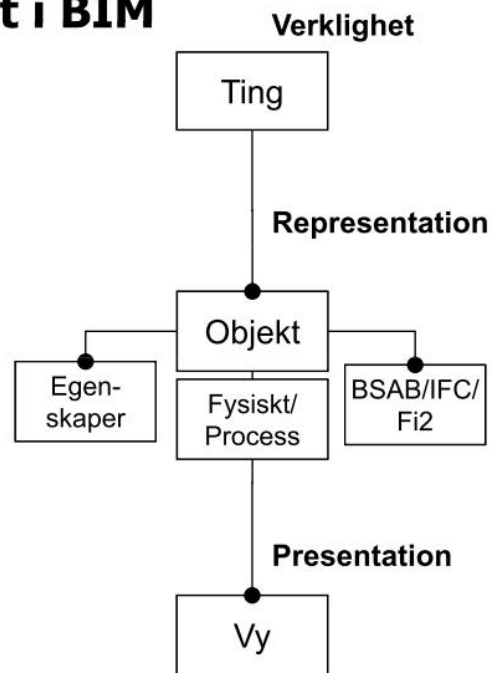 t i BIM
Verklighet
Ting
Representation
Objekt
Egen-
skaper
Fysiskt/
Process
BSAB/IFC/
Fi2
Presentation
Vy